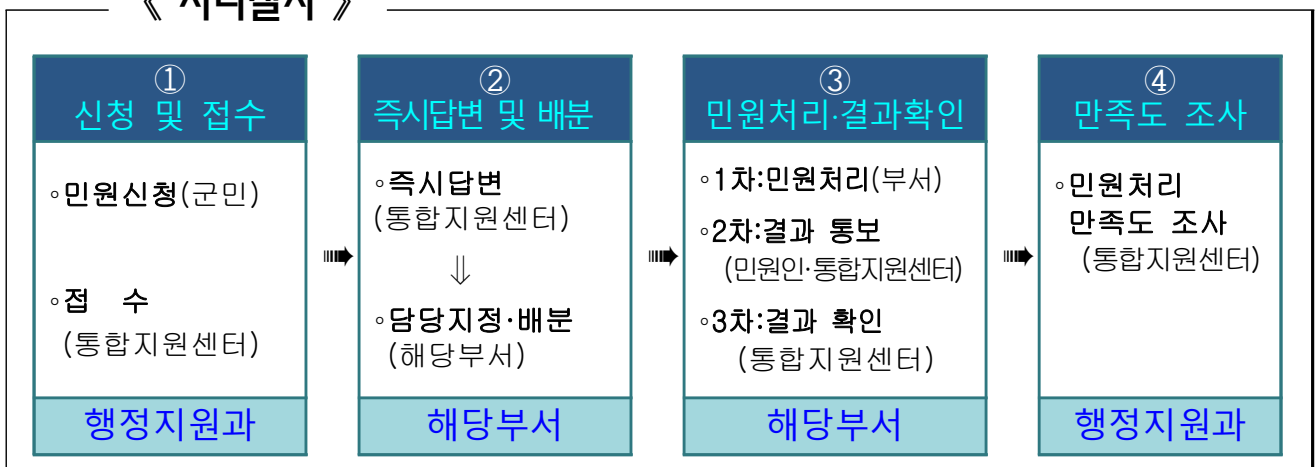 《 처리절차 》
①
신청 및 접수
◦민원신청(군민)
◦접 수
(통합지원센터)
행정지원과
➠
②
즉시답변 및 배분
◦즉시답변
(통합지원센터)
⇓
◦담당지정·배분
(해당부서)
해당부서
➠
③
민원처리·결과확인
◦1차:민원처리(부서)
◦2차:결과 통보
(민원인·통합지원센터)
◦3차:결과 확인
(통합지원센터)
해당부서
➠
④
만족도 조사
◦민원처리
만족도 조사
(통합지원센터)
행정지원과